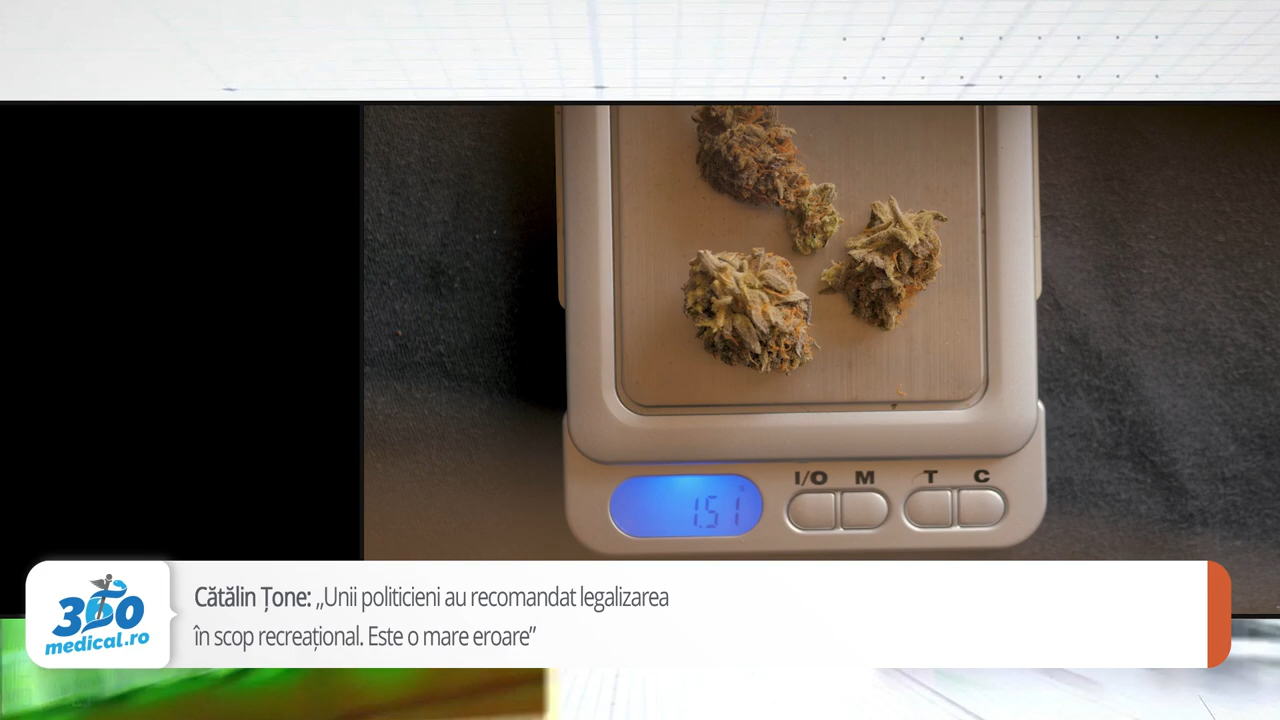 I/O M T C
1.51
360
medical.ro
Cătălin Țone: „Unii politicieni au recomandat legalizarea
în scop recreațional. Este o mare eroare”